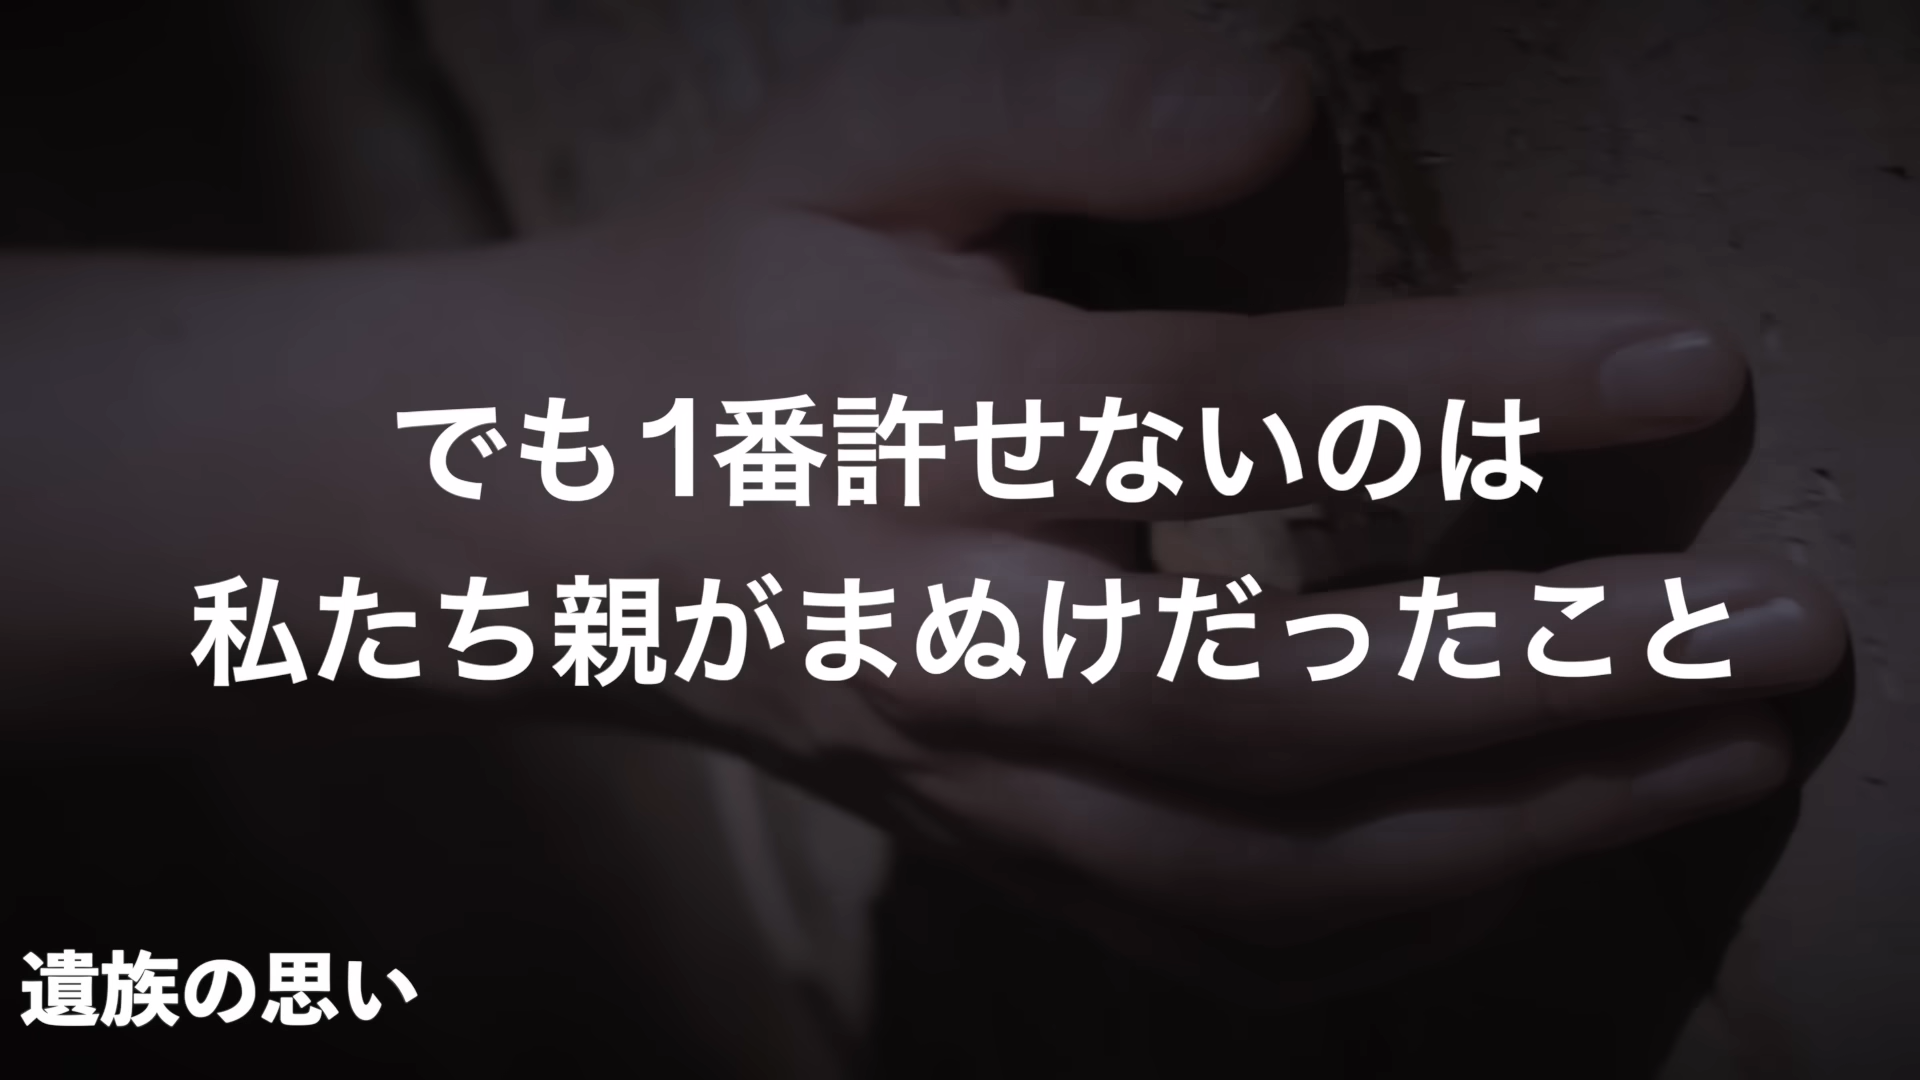 でも1番許せないのは
私たち親がまぬけだったこと
遺族の思い